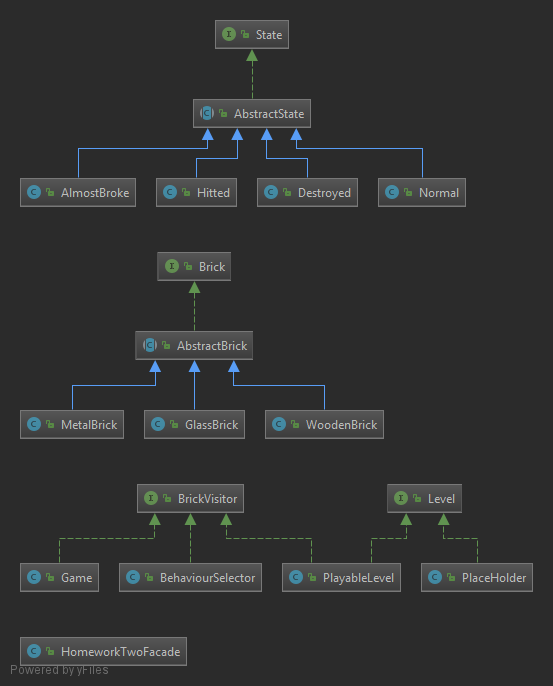 State
AbstractState
AlmostBroke Hitted Destroyed Normal
Brick
AbstractBrick
MetalBrick GlassBrick WoodenBrick
BrickVisitor Level
Game BehaviourSelector PlayableLevel PlaceHolder
HomeworkTwoFacade
Powered by yFiles